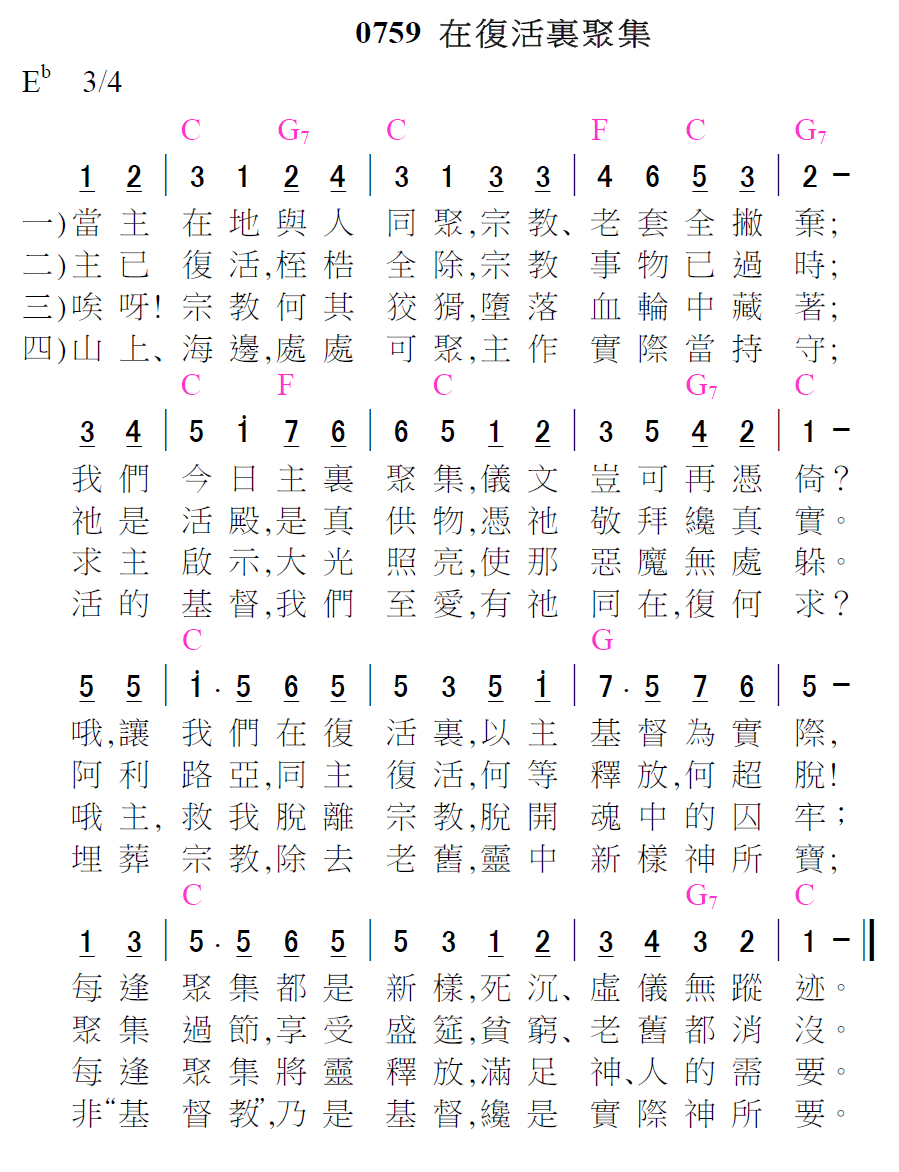 0759 在復活裏聚集
E♭ 3/4
C G7 C F C G7
1 2 | 3 1 2 4 | 3 1 3 3 | 4 6 5 3 | 2 –
一)當主在地與人同聚,宗教、老套全撇棄;
二)主已復活,桎梏全除,宗教事物已過時;
三)唉呀!宗教何其狡猾,墮落血輪中藏著;
四)山上、海邊,處處可聚,主作實際當持守;
C F C G7 C
3 4 | 5 i 7 6 | 6 5 1 2 | 3 5 4 2 | 1 –
我們今日主裏聚集,儀文豈可再憑倚?
祂是活殿,是真供物,憑祂敬拜纔真實。
求主啟示,大光照亮,使那惡魔無處躲。
活的基督,我們至愛,有祂同在,復何求?
C G
5 5 | i · 5 6 5 | 5 3 5 i | 7 · 5 7 6 | 5 –
哦,讓我們在復活裏,以主基督為實際,
阿利路亞,同主復活,何等釋放,何超脫!
哦主,救我脫離宗教,脫開魂中的囚牢;
埋葬宗教,除去老舊,靈中新樣神所寶;
C G7 C
1 3 | 5 · 5 6 5 | 5 3 1 2 | 3 4 3 2 | 1 – ‖
每逢聚集都是新樣,死沉、虛儀無蹤迹。
聚集過節,享受盛筵,貧窮、老舊都消沒。
每逢聚集將靈釋放,滿足神、人的需要。
非“基督教”,乃是基督,纔是實際神所要。